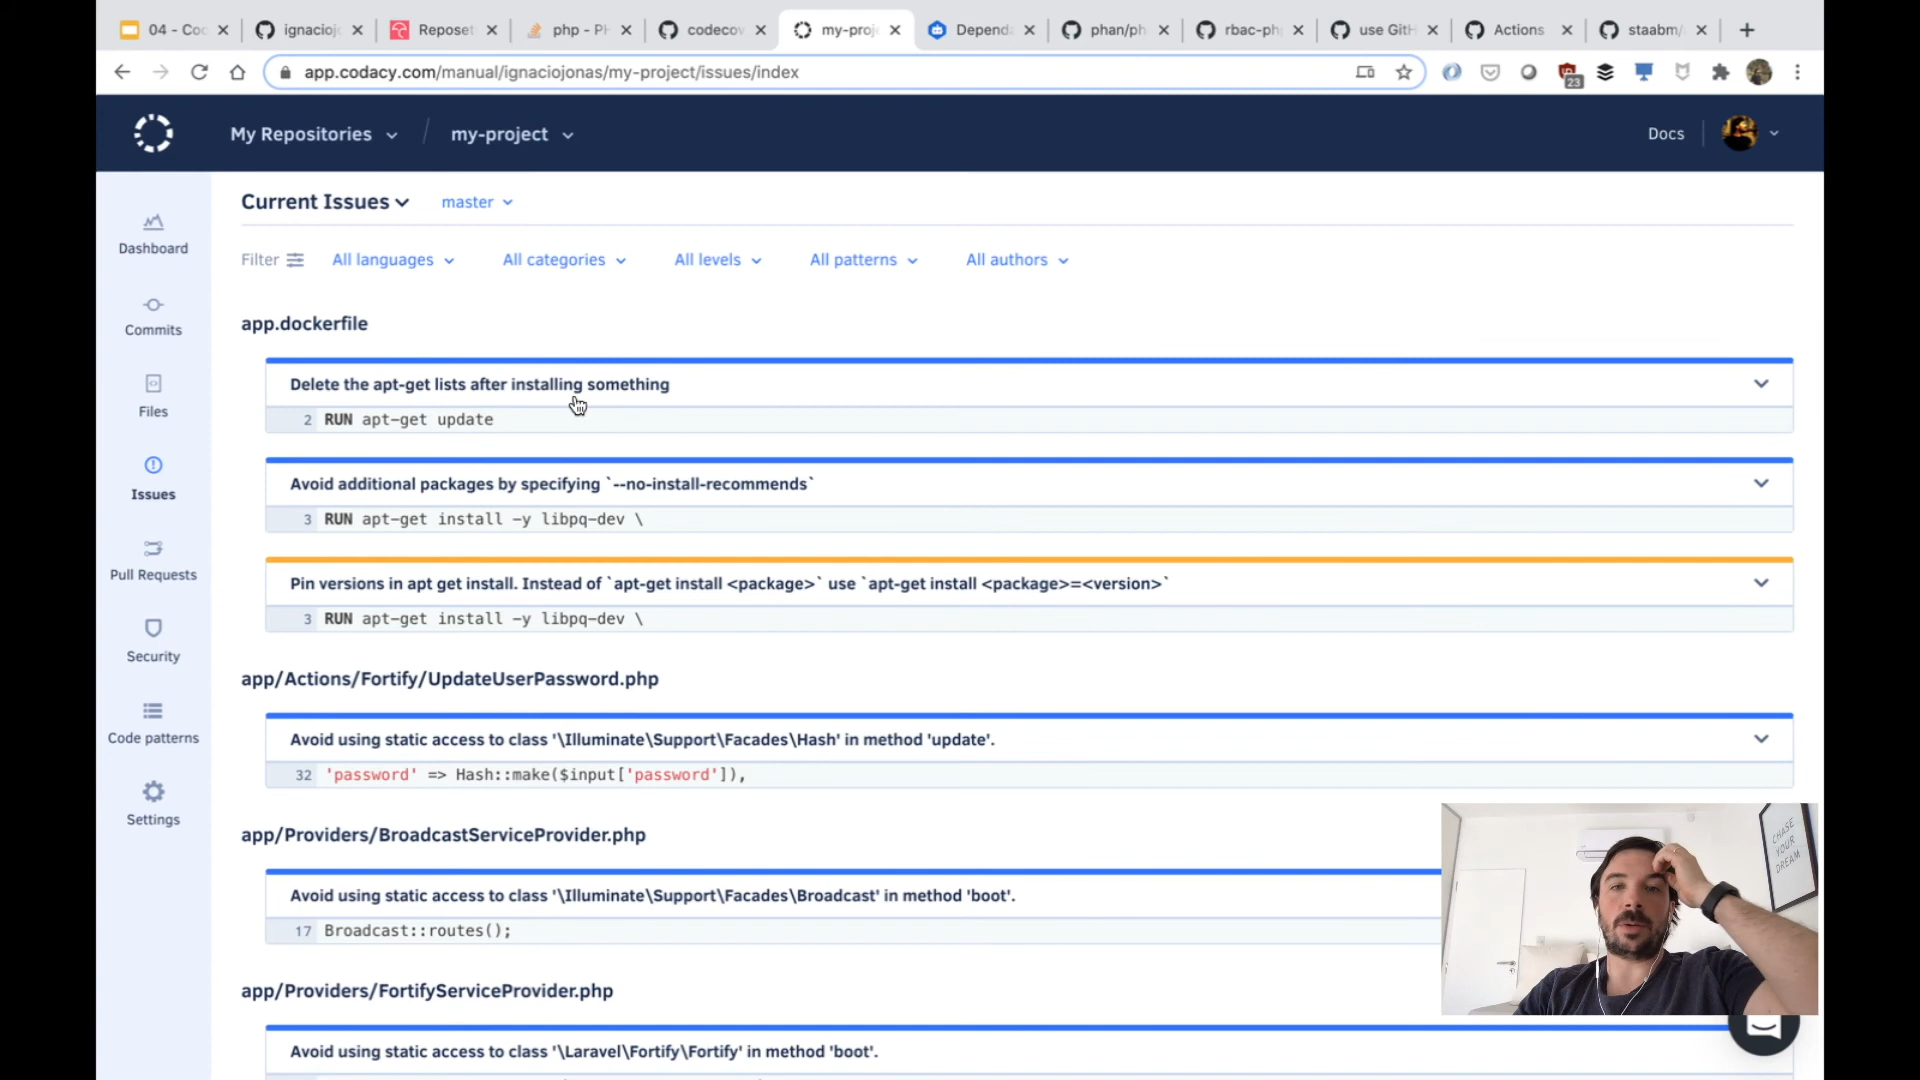 04 - Coc
ignacioj
Reposet
php - PH
codecov
my-proj
Depend
phan/ph
rbac-ph
use GitH
Actions
staabm/
app.codacy.com/manual/ignaciojonas/my-project/issues/index
23
My Repositories / my-project
Docs
Dashboard
Commits
Files
Issues
Pull Requests
Security
Code patterns
Settings
Current Issues master
Filter All languages All categories All levels All patterns All authors
app.dockerfile
Delete the apt-get lists after installing something
2 RUN apt-get update
Avoid additional packages by specifying `--no-install-recommends`
3 RUN apt-get install -y libpq-dev \
Pin versions in apt get install. Instead of `apt-get install <package>` use `apt-get install <package>=<version>`
3 RUN apt-get install -y libpq-dev \
app/Actions/Fortify/UpdateUserPassword.php
Avoid using static access to class '\Illuminate\Support\Facades\Hash' in method 'update'.
32 'password' => Hash::make($input['password']),
app/Providers/BroadcastServiceProvider.php
Avoid using static access to class '\Illuminate\Support\Facades\Broadcast' in method 'boot'.
17 Broadcast::routes();
app/Providers/FortifyServiceProvider.php
Avoid using static access to class '\Laravel\Fortify\Fortify' in method 'boot'.
CHASE
YOUR
DREAM